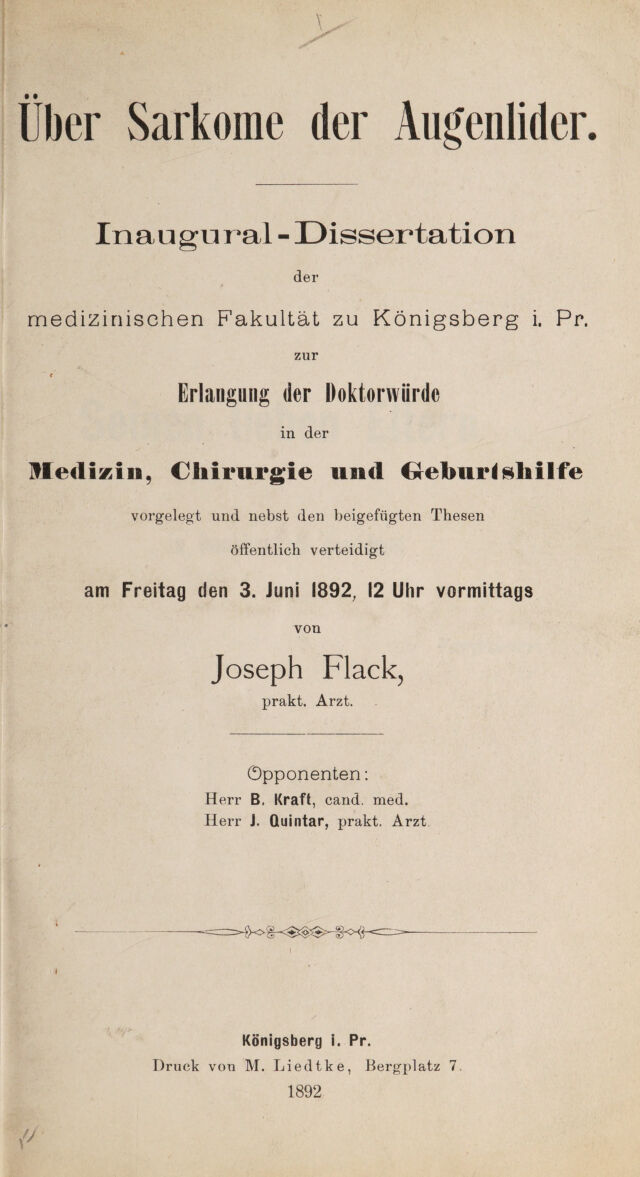 Über Sarkome der Augenlider.
Inaugural-Dissertation
der
medizinischen Fakultät zu Königsberg i. Pr.
zur
Erlangung der Doktorwürde
in der
Medizin, Chirurgie und Geburtshilfe
vorgelegt und nebst den beigefügten Thesen
öffentlich verteidigt
am Freitag den 3. Juni 1892, 12 Uhr vormittags
von
Joseph Flack,
prakt. Arzt.
Opponenten:
Herr B. Kraft, cand. med.
Herr J. Quintar, prakt. Arzt.
Königsberg i. Pr.
Druck von M. Liedtke, Bergplatz 7.
1892.